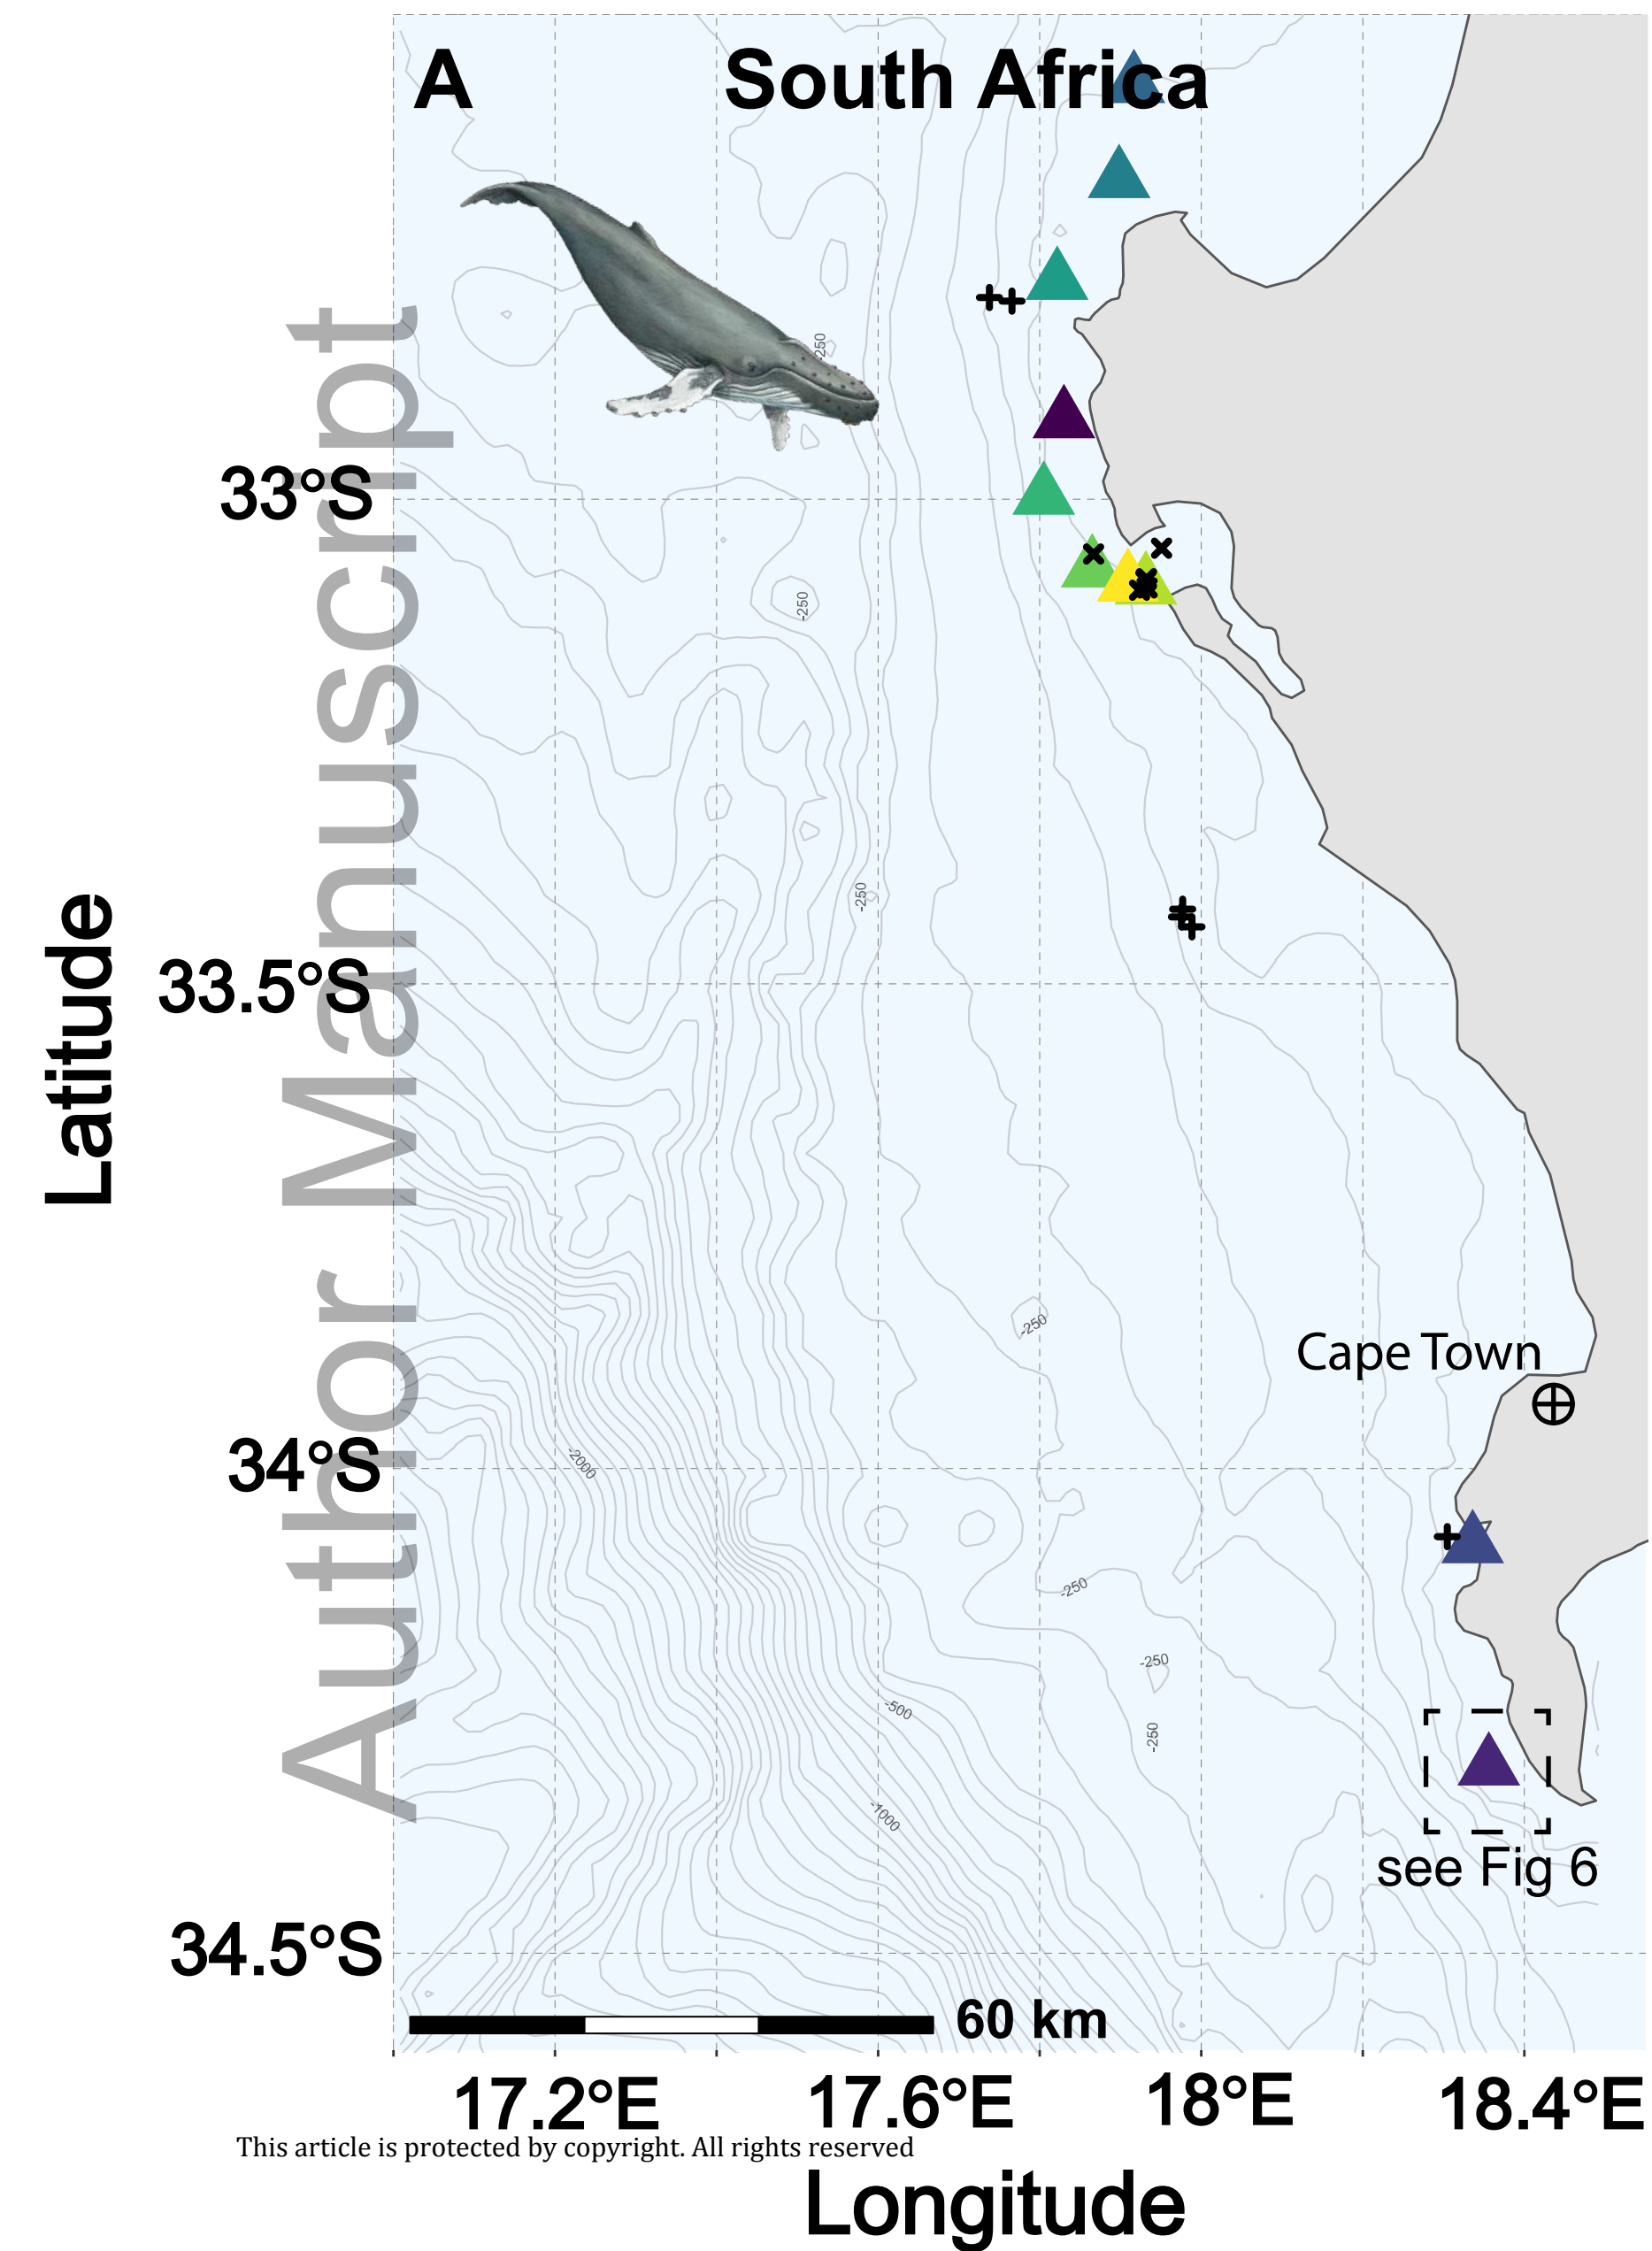 A
South Africa
-250
33°S
-250
-250
33.5°S
Latitude
Author Manuscript
-250
Cape Town
34°S
-2000
-250
-250
-500
-250
-1000
see Fig 6
34.5°S
60 km
17.2°E
17.6°E
18°E
18.4°E
This article is protected by copyright. All rights reserved
Longitude